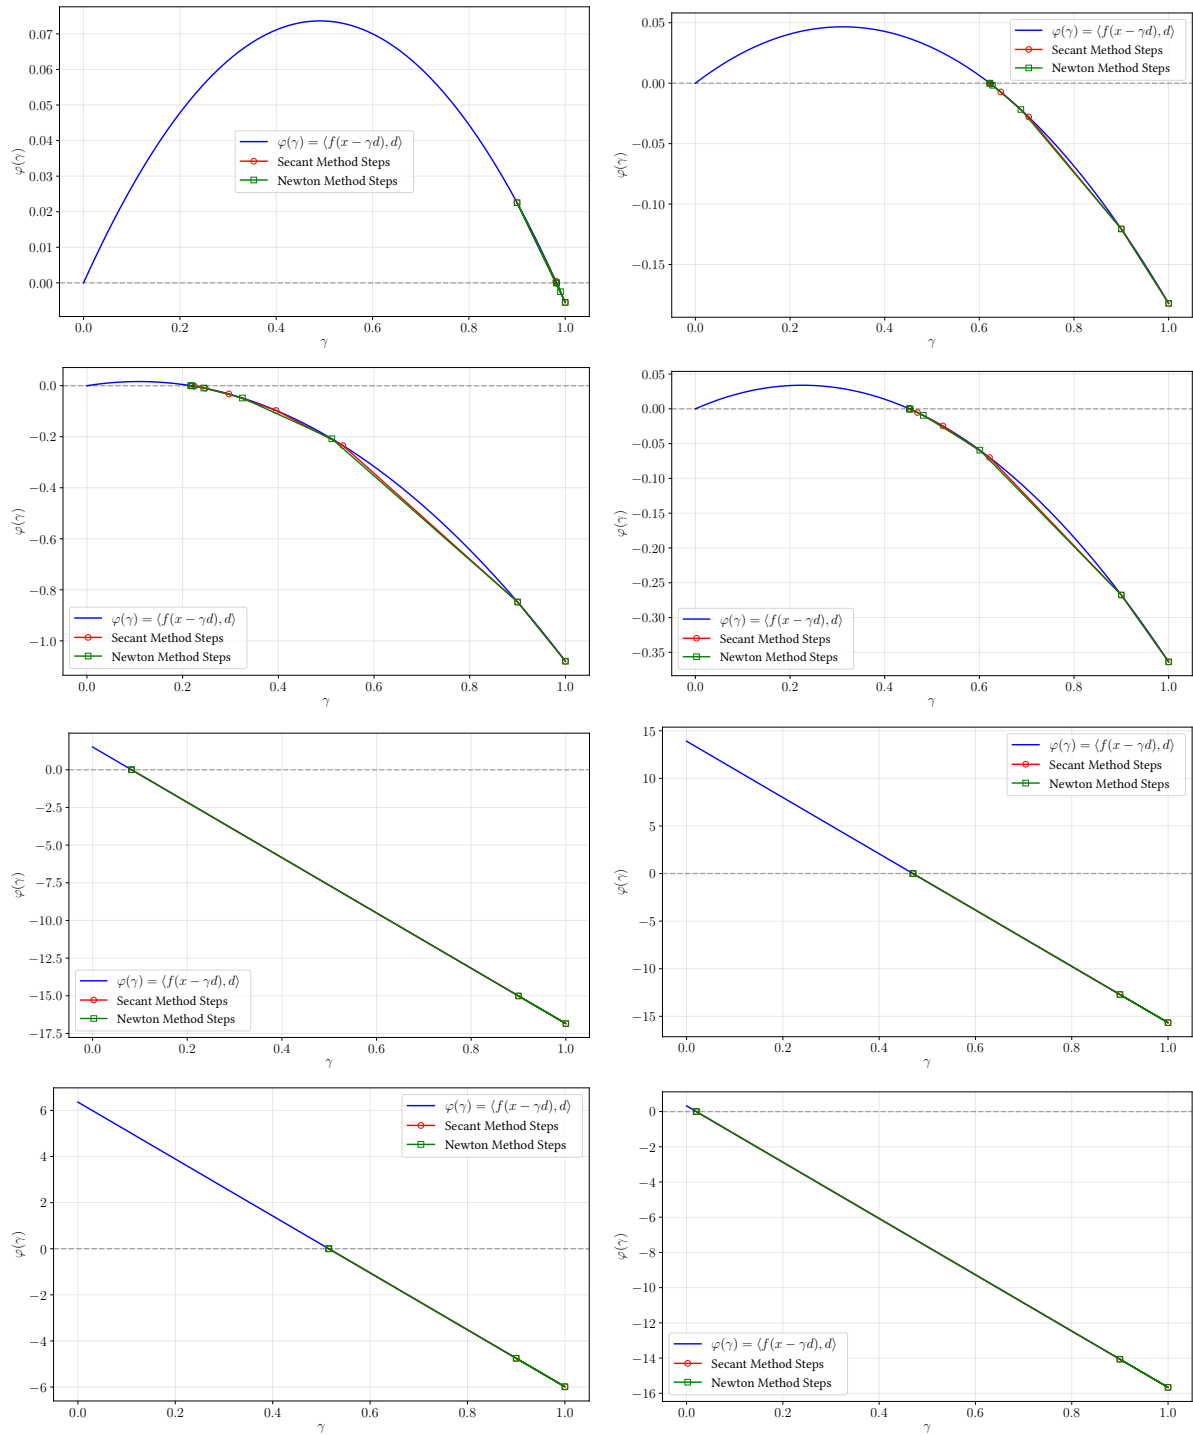 0.07
0.06
0.05
0.04
0.03
0.02
0.01
0.00
φ(γ)
φ(γ) = ⟨f(x − γd), d⟩
Secant Method Steps
Newton Method Steps
0.0 0.2 0.4 0.6 0.8 1.0
γ
0.05
0.00
−0.05
−0.10
−0.15
φ(γ)
φ(γ) = ⟨f(x − γd), d⟩
Secant Method Steps
Newton Method Steps
0.0 0.2 0.4 0.6 0.8 1.0
γ
0.0
−0.2
−0.4
−0.6
−0.8
−1.0
φ(γ)
φ(γ) = ⟨f(x − γd), d⟩
Secant Method Steps
Newton Method Steps
0.0 0.2 0.4 0.6 0.8 1.0
γ
0.05
0.00
−0.05
−0.10
−0.15
−0.20
−0.25
−0.30
−0.35
φ(γ)
φ(γ) = ⟨f(x − γd), d⟩
Secant Method Steps
Newton Method Steps
0.0 0.2 0.4 0.6 0.8 1.0
γ
0.0
−2.5
−5.0
−7.5
−10.0
−12.5
−15.0
−17.5
φ(γ)
φ(γ) = ⟨f(x − γd), d⟩
Secant Method Steps
Newton Method Steps
0.0 0.2 0.4 0.6 0.8 1.0
γ
15
10
5
0
−5
−10
−15
φ(γ)
φ(γ) = ⟨f(x − γd), d⟩
Secant Method Steps
Newton Method Steps
0.0 0.2 0.4 0.6 0.8 1.0
γ
6
4
2
0
−2
−4
−6
φ(γ)
φ(γ) = ⟨f(x − γd), d⟩
Secant Method Steps
Newton Method Steps
0.0 0.2 0.4 0.6 0.8 1.0
γ
0
−2
−4
−6
−8
−10
−12
−14
−16
φ(γ)
φ(γ) = ⟨f(x − γd), d⟩
Secant Method Steps
Newton Method Steps
0.0 0.2 0.4 0.6 0.8 1.0
γ